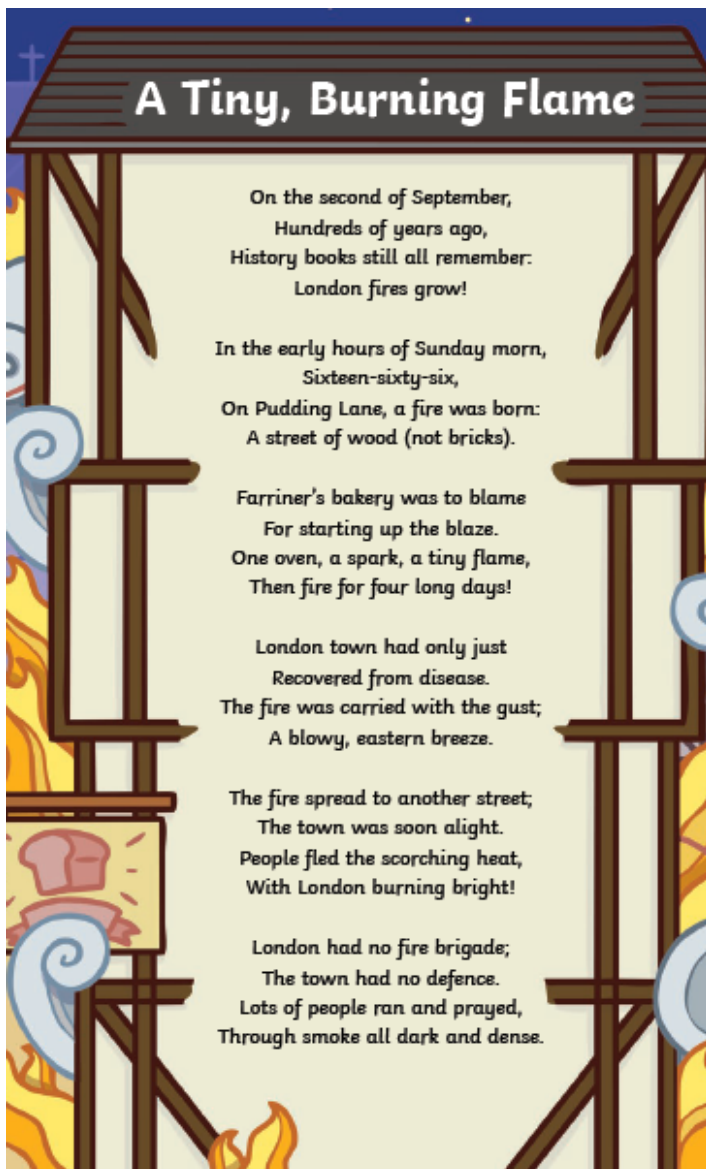 A Tiny, Burning Flame
On the second of September,
Hundreds of years ago,
History books still all remember:
London fires grow!
In the early hours of Sunday morn,
Sixteen-sixty-six,
On Pudding Lane, a fire was born:
A street of wood (not bricks).
Farriner's bakery was to blame
For starting up the blaze.
One oven, a spark, a tiny flame,
Then fire for four long days!
London town had only just
Recovered from disease.
The fire was carried with the gust;
A blowy, eastern breeze.
The fire spread to another street;
The town was soon alight.
People fled the scorching heat,
With London burning bright!
London had no fire brigade;
The town had no defence.
Lots of people ran and prayed,
Through smoke all dark and dense.